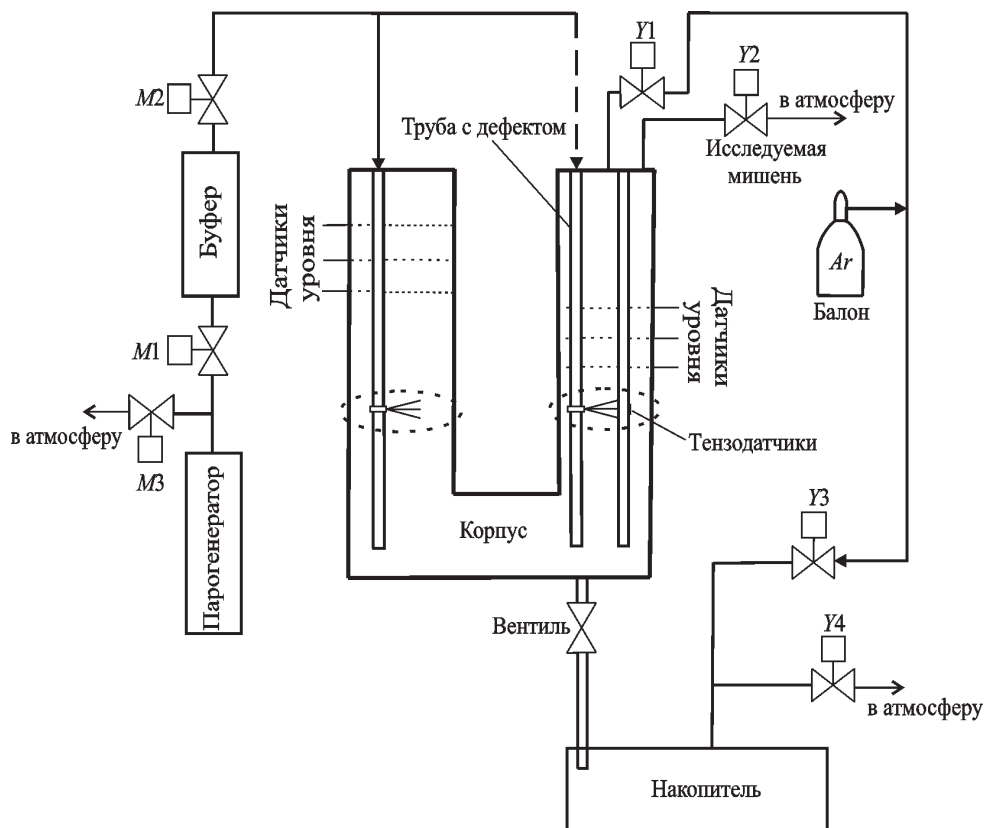 Y1
Y2
M2
в атмосферу
Труба с дефектом
Исследуемая
мишень
Буфер
Датчики
уровня
Ar
Балон
Датчики
уровня
M1
в атмосферу
Тензодатчики
M3
Парогенератор
Корпус
Y3
Вентиль
Y4
в атмосферу
Накопитель